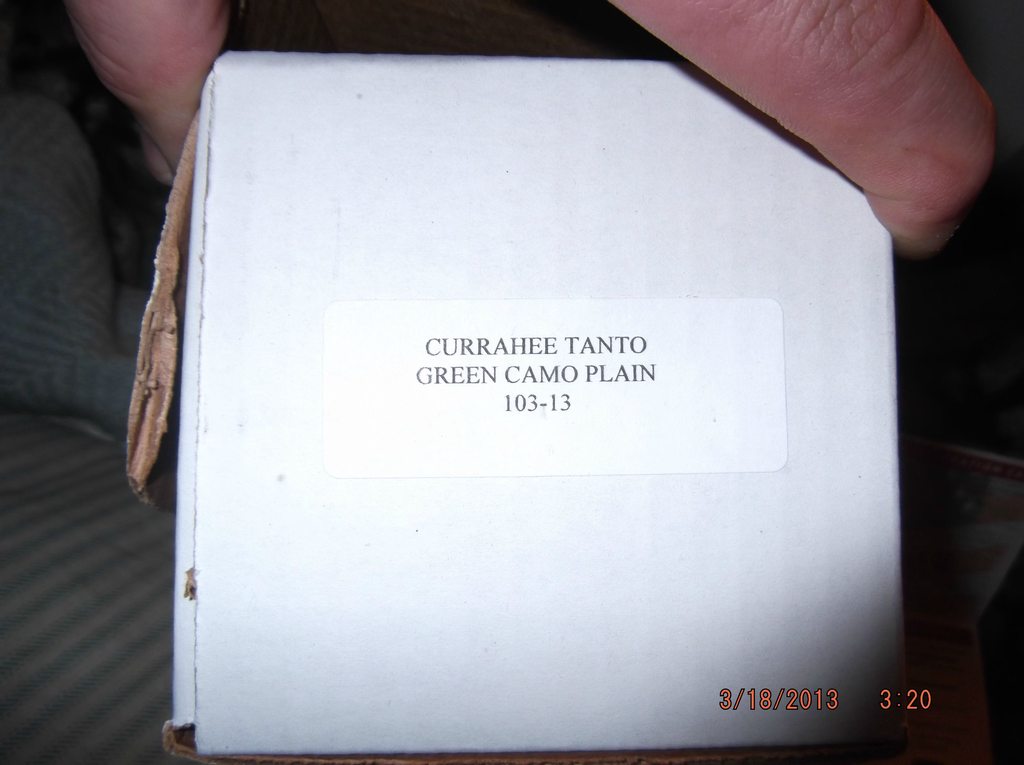 CURRAHEE TANTO
GREEN CAMO PLAIN
103-13
3/18/2013 3:20